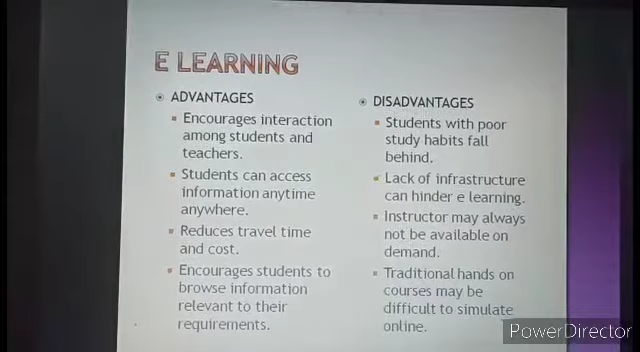 E LEARNING
ADVANTAGES
Encourages interaction
among students and
teachers.
Students can access
information anytime
anywhere.
Reduces travel time
and cost.
Encourages students to
browse information
relevant to their
requirements.
DISADVANTAGES
Students with poor
study habits fall
behind.
Lack of infrastructure
can hinder e learning.
Instructor may always
not be available on
demand.
Traditional hands on
courses may be
difficult to simulate
online.
PowerDirector